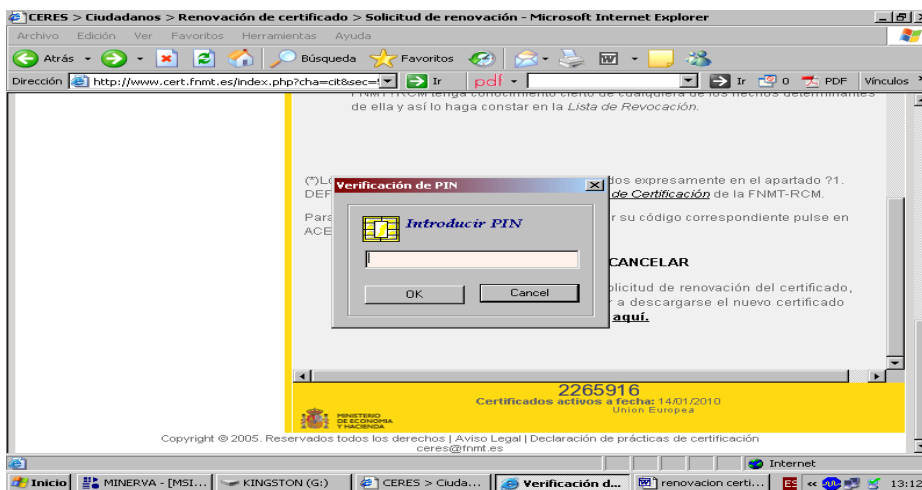 CERES > Ciudadanos > Renovación de certificado > Solicitud de renovación - Microsoft Internet Explorer
Archivo Edición Ver Favoritos Herramientas Ayuda
Atrás Búsqueda Favoritos
Dirección http://www.cert.fnmt.es/index.php?cha=cit&sec= Ir pdf Ir 0 PDF Vínculos
FNMT-RCM tenga conocimiento cierto de cualquiera de los hechos determinantes
de ella y así lo haga constar en la Lista de Revocación.
dos expresamente en el apartado ?1.
DEF de Certificación de la FNMT-RCM.
Para r su código correspondiente pulse en
ACE
Verificación de PIN
Introducir PIN
OK Cancel
CANCELAR
olicitud de renovación del certificado,
r a descargarse el nuevo certificado
aquí.
2265916
Certificados activos a fecha: 14/01/2010
Union Europea
MINISTERIO
DE ECONOMIA
Y HACIENDA
Copyright © 2005. Reservados todos los derechos | Aviso Legal | Declaración de prácticas de certificación
ceres@fnmt.es
Internet
Inicio MINERVA - [MSI... KINGSTON (G:) CERES > Ciuda... Verificación d... renovacion certi... ES « 13:12